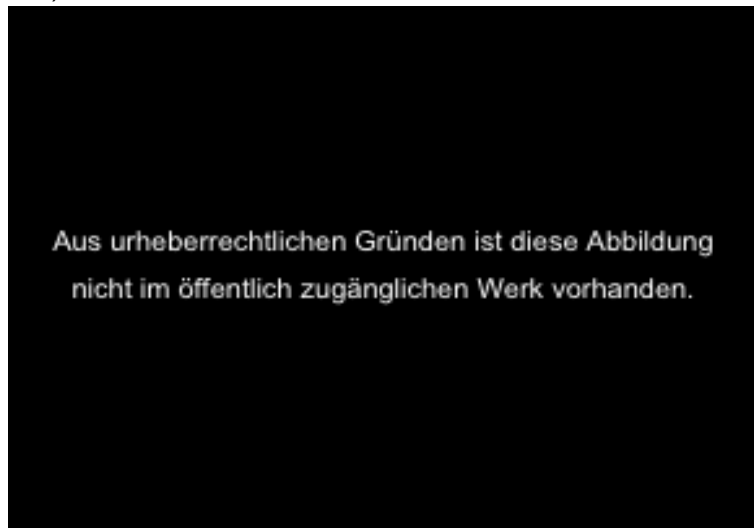 Aus urheberrechtlichen Gründen ist diese Abbildung
nicht im öffentlich zugänglichen Werk vorhanden.